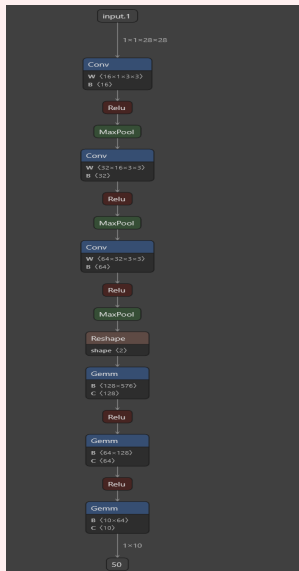 input.1
1×1×28×28
Conv
W ⟨16×1×3×3⟩
B ⟨16⟩
Relu
MaxPool
Conv
W ⟨32×16×3×3⟩
B ⟨32⟩
Relu
MaxPool
Conv
W ⟨64×32×3×3⟩
B ⟨64⟩
Relu
MaxPool
Reshape
shape ⟨2⟩
Gemm
B ⟨128×576⟩
C ⟨128⟩
Relu
Gemm
B ⟨64×128⟩
C ⟨64⟩
Relu
Gemm
B ⟨10×64⟩
C ⟨10⟩
1×10
50